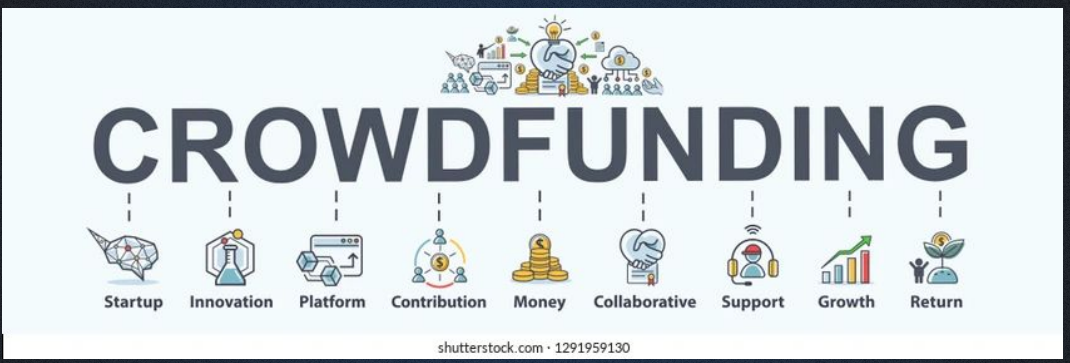 CROWDFUNDING
Startup Innovation Platform Contribution Money Collaborative Support Growth Return
shutterstock.com · 1291959130